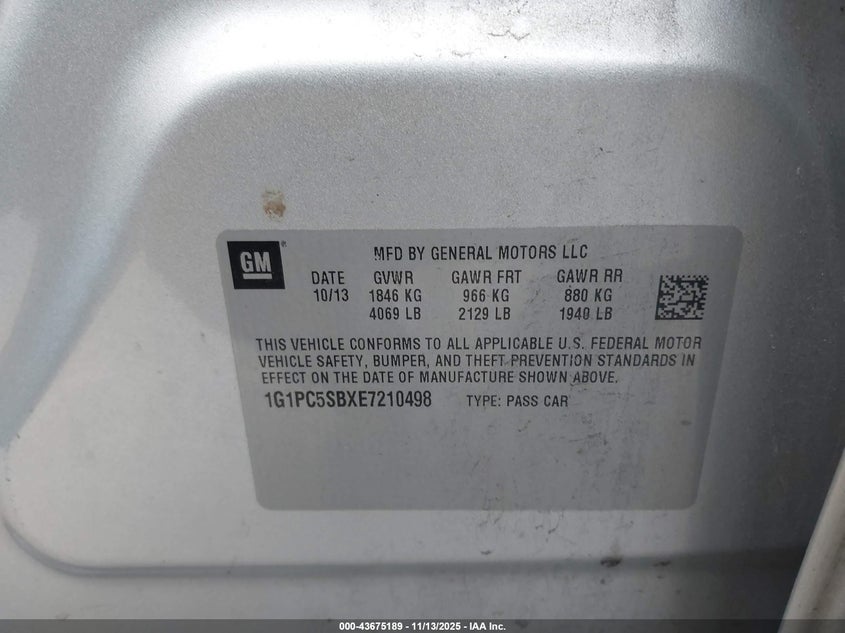 GM ®
MFD BY GENERAL MOTORS LLC
DATE GVWR GAWR FRT GAWR RR
10/13 1846 KG 966 KG 880 KG
4069 LB 2129 LB 1940 LB
THIS VEHICLE CONFORMS TO ALL APPLICABLE U.S. FEDERAL MOTOR
VEHICLE SAFETY, BUMPER, AND THEFT PREVENTION STANDARDS IN
EFFECT ON THE DATE OF MANUFACTURE SHOWN ABOVE.
1G1PC5SBXE7210498 TYPE: PASS CAR
000-43675189 - 11/13/2025 - IAA Inc.